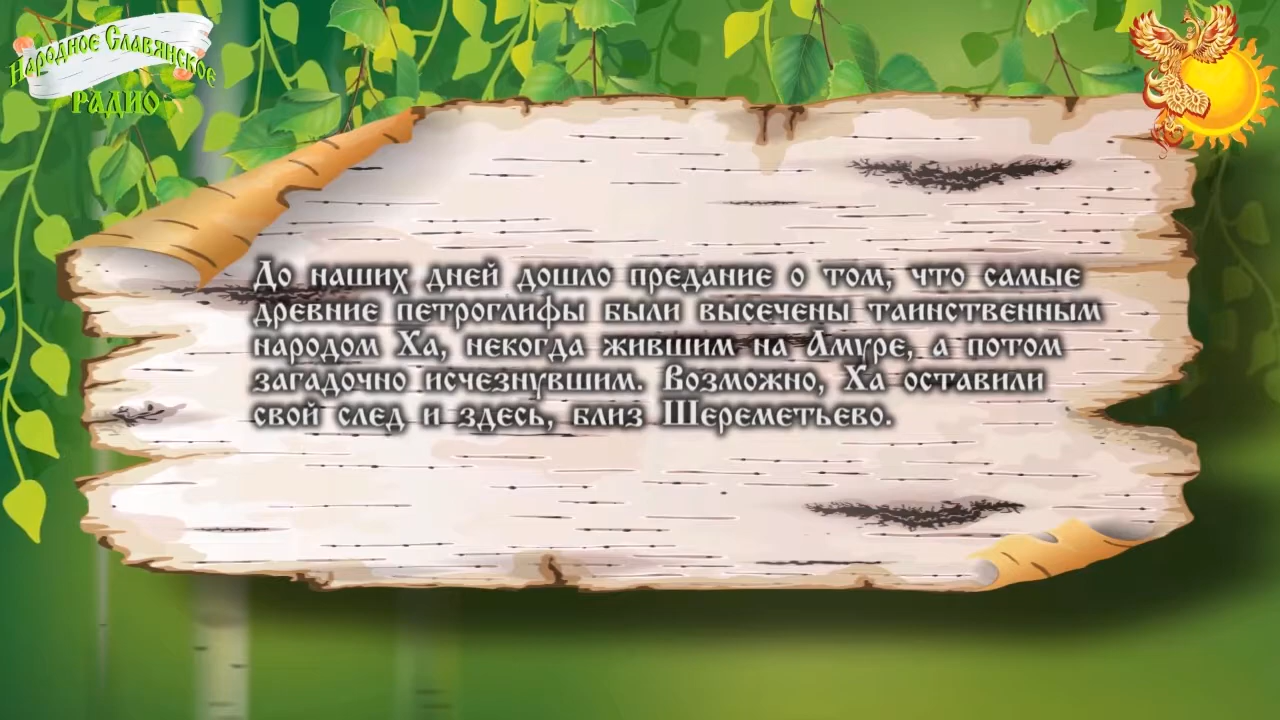 Народное Славянское
РАДИО
До наших дней дошло предание о том, что самые
древние петроглифы были высечены таинственным
народом Ха, некогда жившим на Амуре, а потом
загадочно исчезнувшим. Возможно, Ха оставили
свой след и здесь, близ Шереметьево.